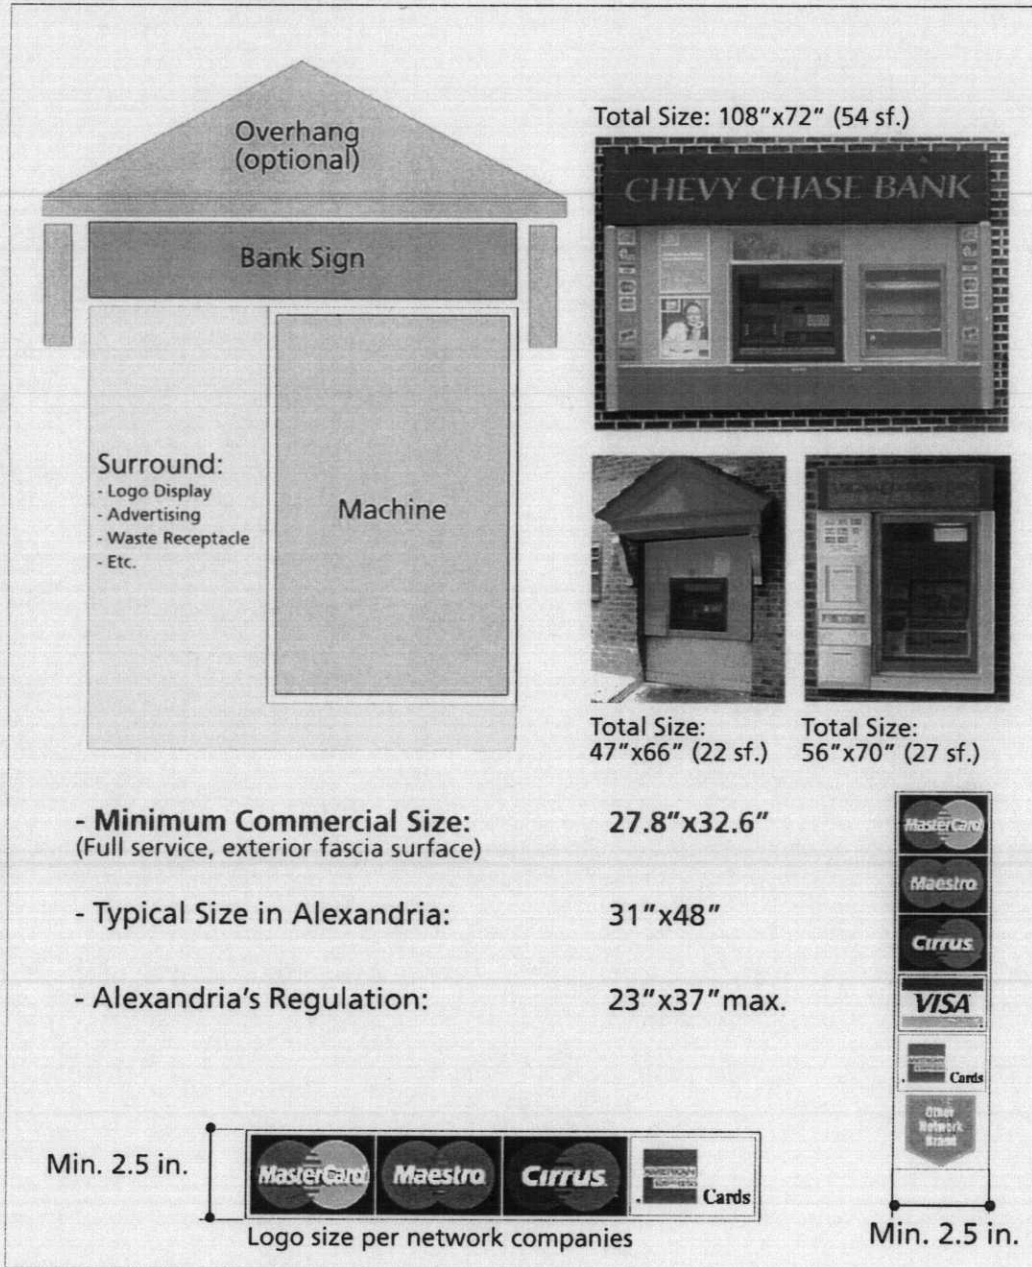 Overhang
(optional)
Bank Sign
Surround:
- Logo Display
- Advertising
- Waste Receptacle
- Etc.
Machine
Total Size: 108"x72" (54 sf.)
CHEVY CHASE BANK
Total Size:
47"x66" (22 sf.)
Total Size:
56"x70" (27 sf.)
- Minimum Commercial Size: 27.8"x32.6"
(Full service, exterior fascia surface)
- Typical Size in Alexandria: 31"x48"
- Alexandria's Regulation: 23"x37"max.
MasterCard
Maestro
Cirrus
VISA
AMERICAN
EXPRESS
Cards
Other
Network
Brand
Min. 2.5 in.
Min. 2.5 in.
MasterCard Maestro Cirrus AMERICAN
EXPRESS
Cards
Logo size per network companies